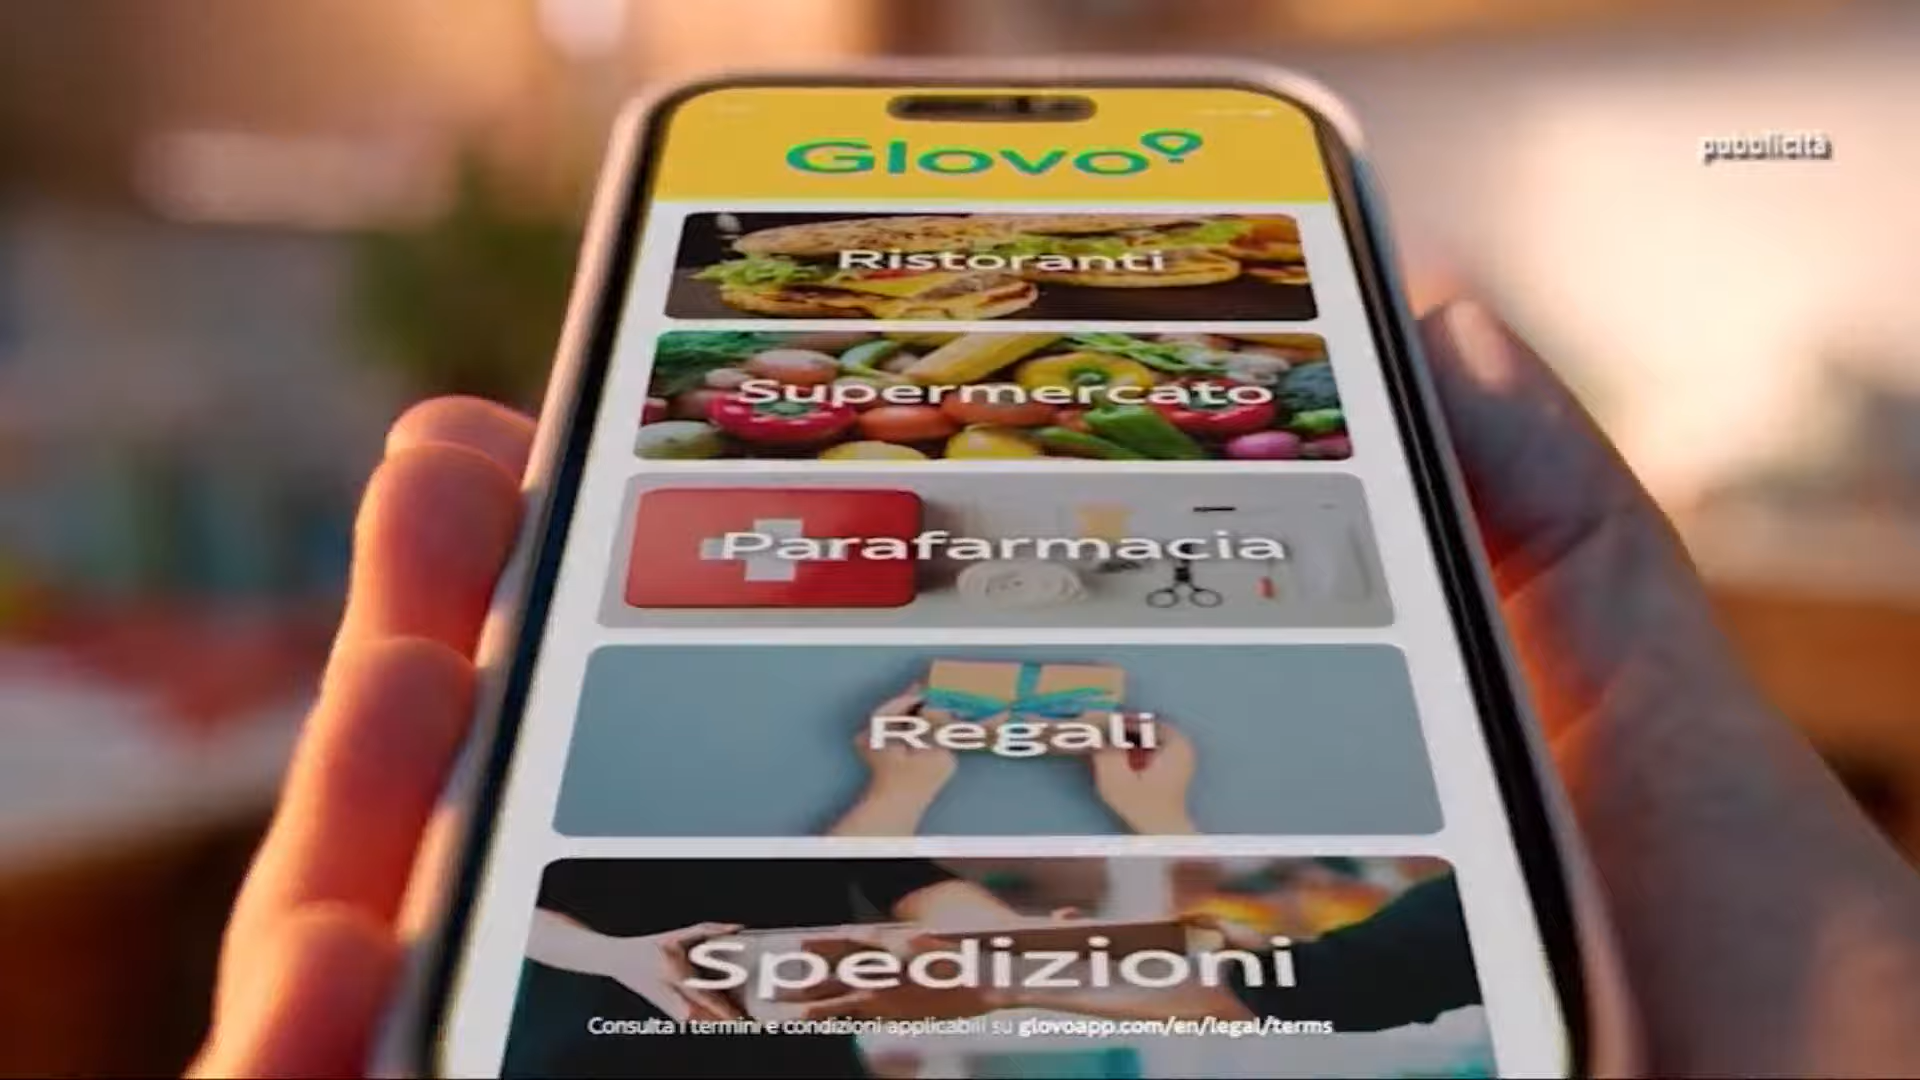 Glovo
pubblicità
Ristoranti
Supermercato
Parafarmacia
Regali
Spedizioni
Consulta i termini e condizioni applicabili su glovoapp.com/en/legal/terms